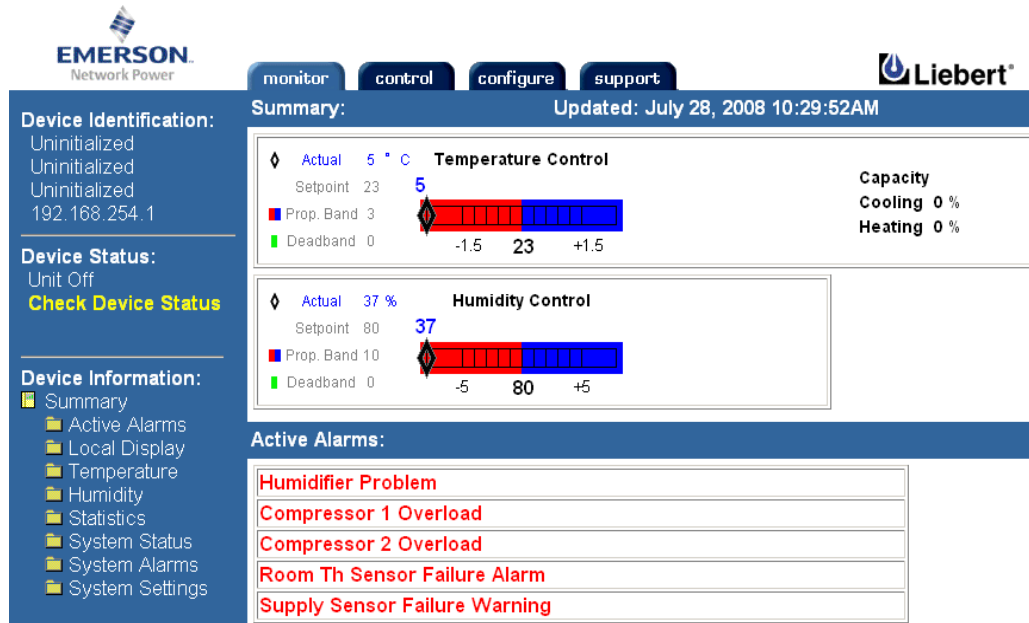 EMERSON.
Network Power
monitor control configure support
Liebert®
Summary: Updated: July 28, 2008 10:29:52AM
Device Identification:
Uninitialized
Uninitialized
Uninitialized
192.168.254.1
Device Status:
Unit Off
Check Device Status
Device Information:
Summary
Active Alarms
Local Display
Temperature
Humidity
Statistics
System Status
System Alarms
System Settings
Actual 5 ° C Temperature Control
Setpoint 23 5
Prop. Band 3
Deadband 0 -1.5 23 +1.5
Capacity
Cooling 0 %
Heating 0 %
Actual 37 % Humidity Control
Setpoint 80 37
Prop. Band 10
Deadband 0 -5 80 +5
Active Alarms:
Humidifier Problem
Compressor 1 Overload
Compressor 2 Overload
Room Th Sensor Failure Alarm
Supply Sensor Failure Warning